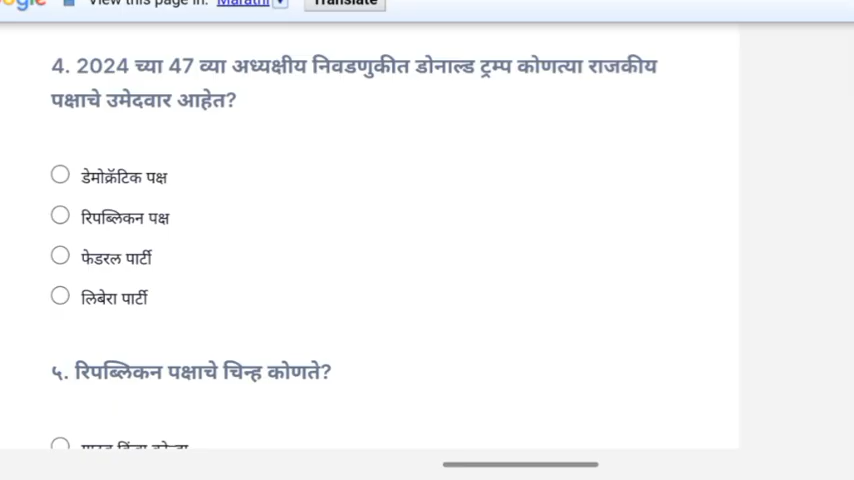 View this page in: Marathi Translate
4. 2024 च्या 47 व्या अध्यक्षीय निवडणुकीत डोनाल्ड ट्रम्प कोणत्या राजकीय
पक्षाचे उमेदवार आहेत?
डेमोक्रॅटिक पक्ष
रिपब्लिकन पक्ष
फेडरल पार्टी
लिबेरा पार्टी
५. रिपब्लिकन पक्षाचे चिन्ह कोणते?